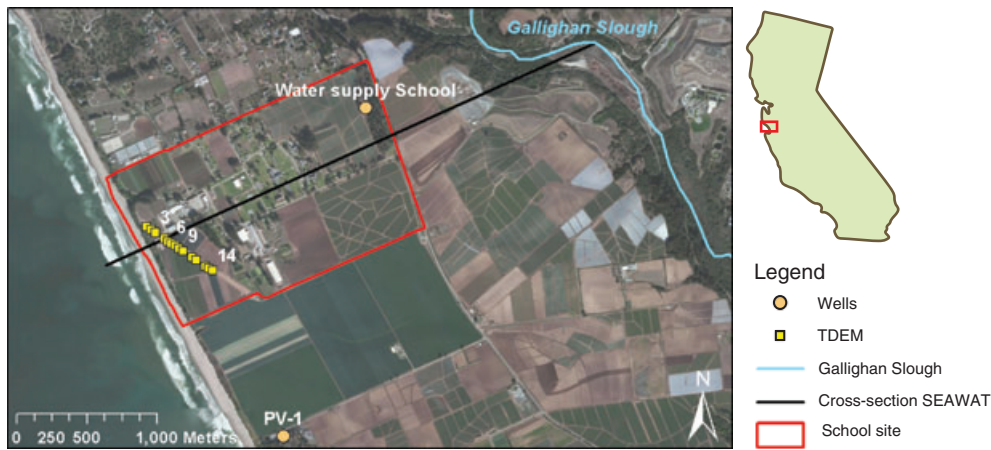 Gallighan Slough
Water supply School
3
6
9
14
PV-1
0 250 500 1,000 Meters
N
Legend
Wells
TDEM
Gallighan Slough
Cross-section SEAWAT
School site